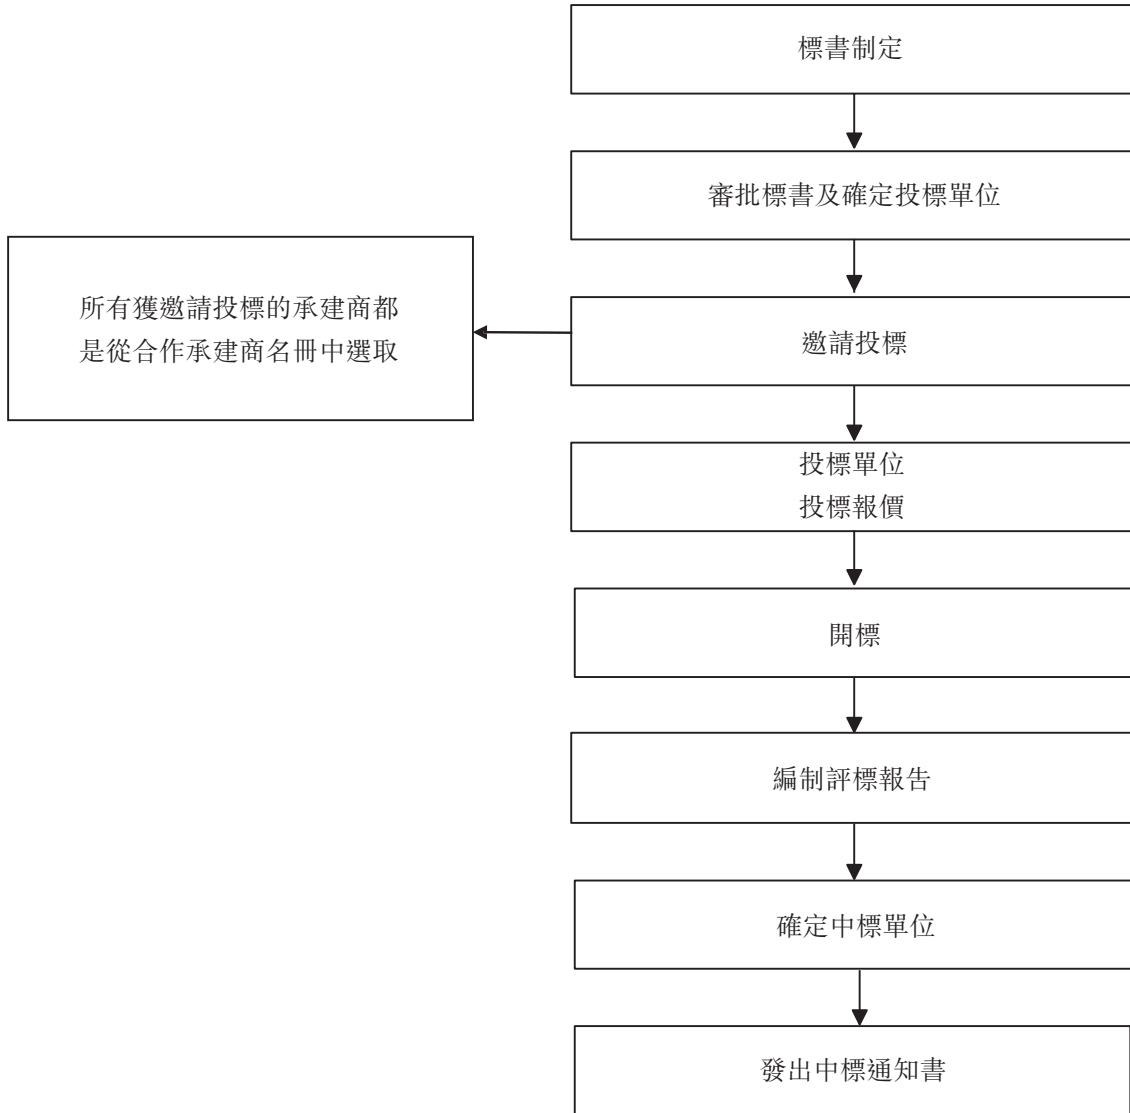 標書制定
審批標書及確定投標單位
所有獲邀請投標的承建商都
是從合作承建商名冊中選取
邀請投標
投標單位
投標報價
開標
編制評標報告
確定中標單位
發出中標通知書